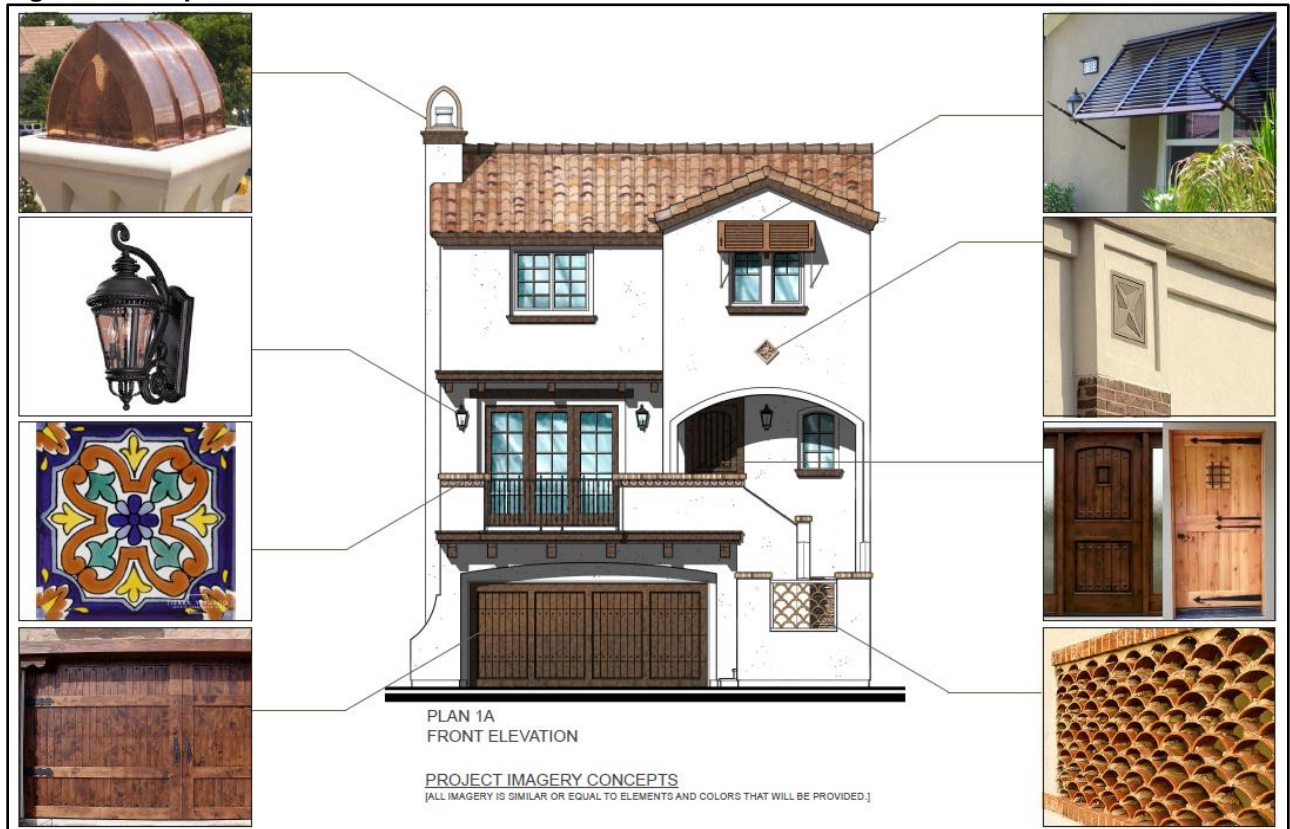 PLAN 1A
FRONT ELEVATION
PROJECT IMAGERY CONCEPTS
[ALL IMAGERY IS SIMILAR OR EQUAL TO ELEMENTS AND COLORS THAT WILL BE PROVIDED.]